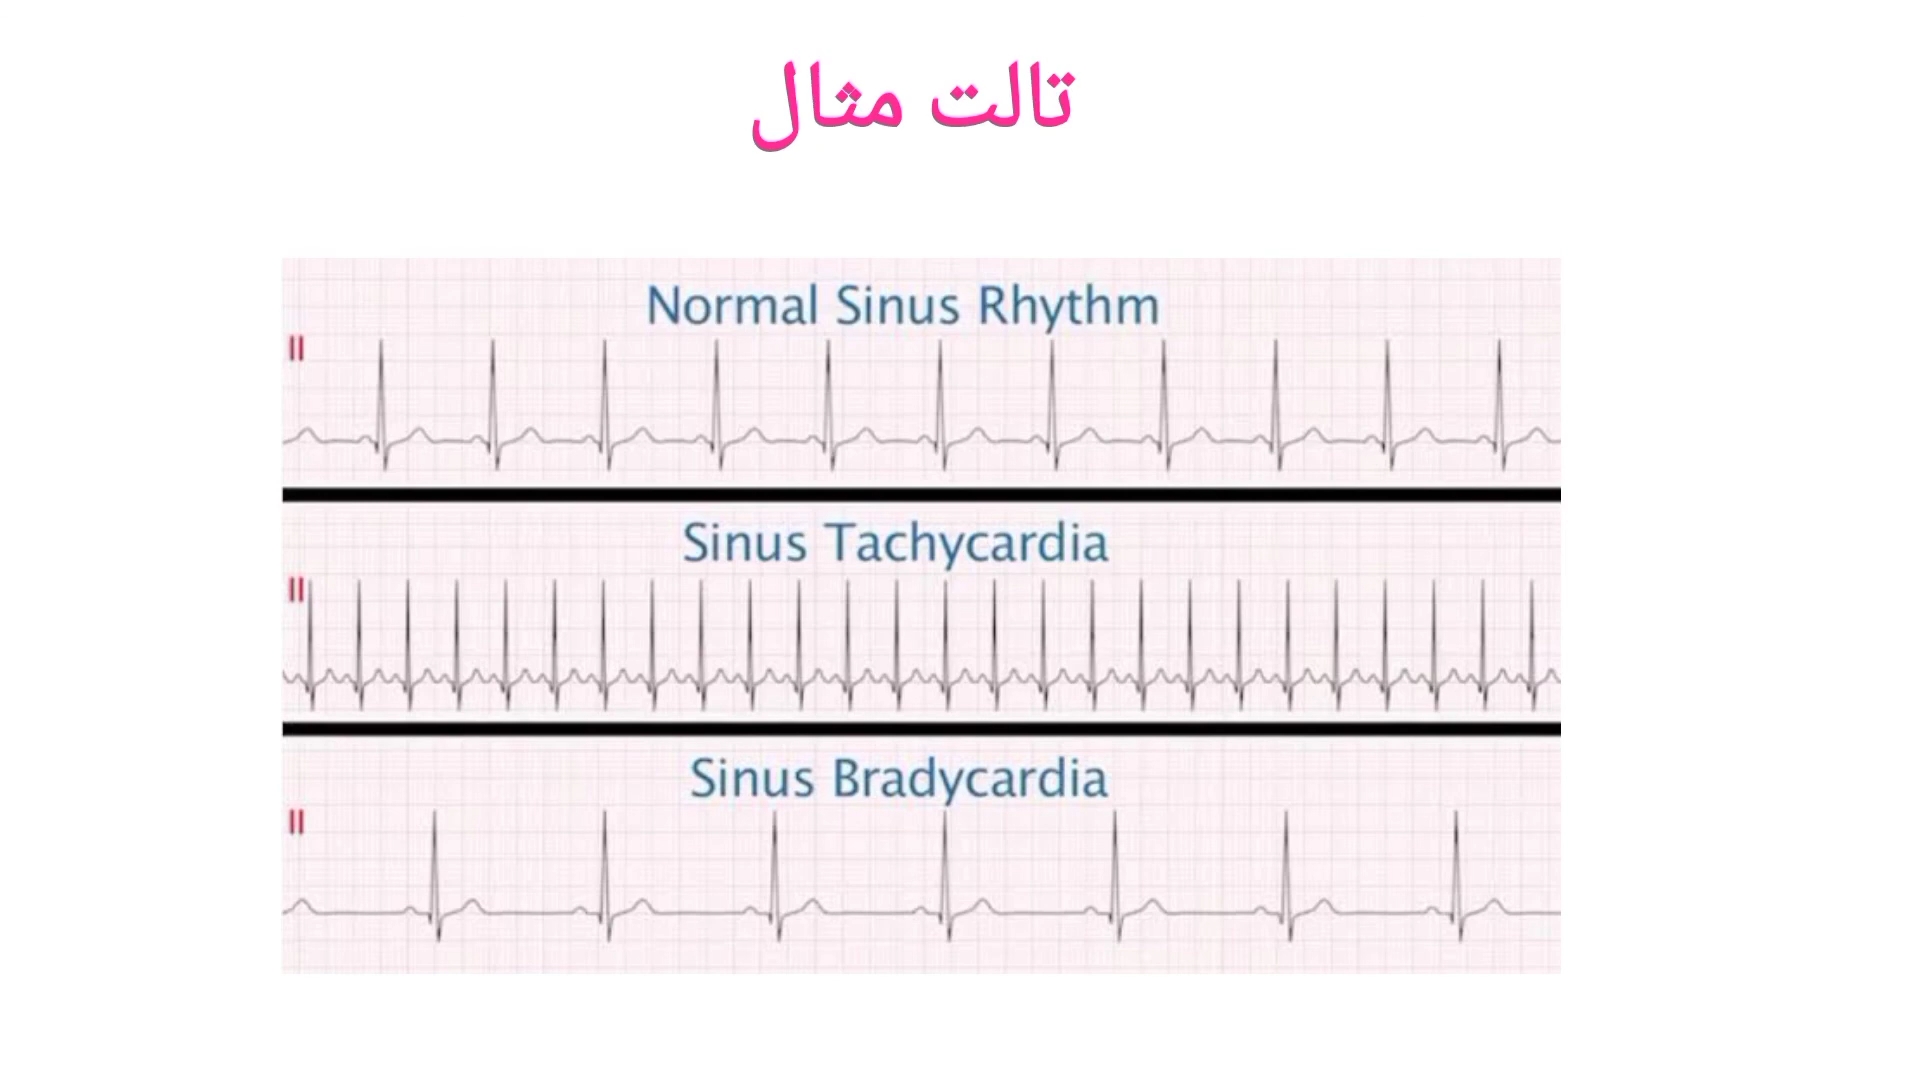 تالت مثال
Normal Sinus Rhythm
II
Sinus Tachycardia
II
Sinus Bradycardia
II